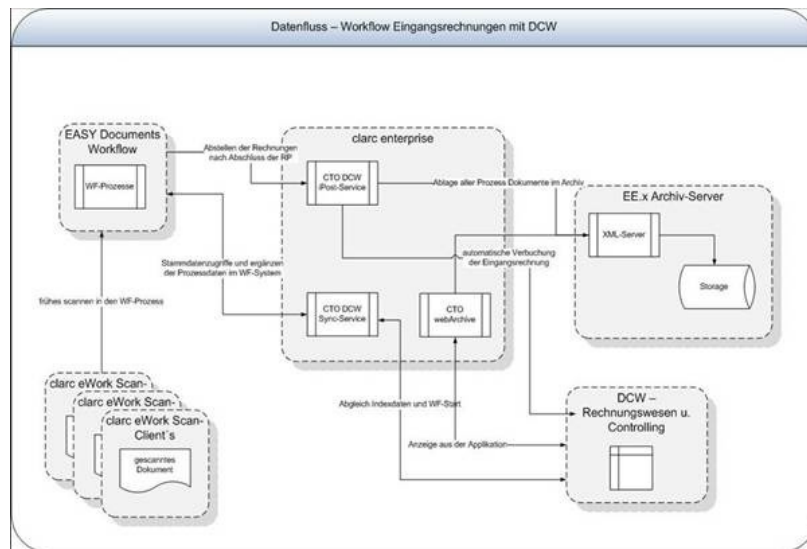 Datenfluss – Workflow Eingangsrechnungen mit DCW
EASY Documents
Workflow
WF-Prozesse
Abstellen der Rechnungen
nach Abschluss der RP
clarc enterprise
CTO DCW
iPost-Service
Ablage aller Prozess Dokumente im Archiv
EE.x Archiv-Server
XML-Server
Storage
automatische Verbuchung
der Eingangsrechnung
Stammdatenzugriffe und ergänzen
der Prozessdaten im WF-System
CTO DCW
Sync-Service
CTO
webArchive
frühes scannen in den WF-Prozess
clarc eWork Scan-
clarc eWork Scan-
clarc eWork Scan-
Client´s
gescanntes
Dokument
Abgleich Indexdaten und WF-Start
Anzeige aus der Applikation
DCW –
Rechnungswesen u.
Controlling